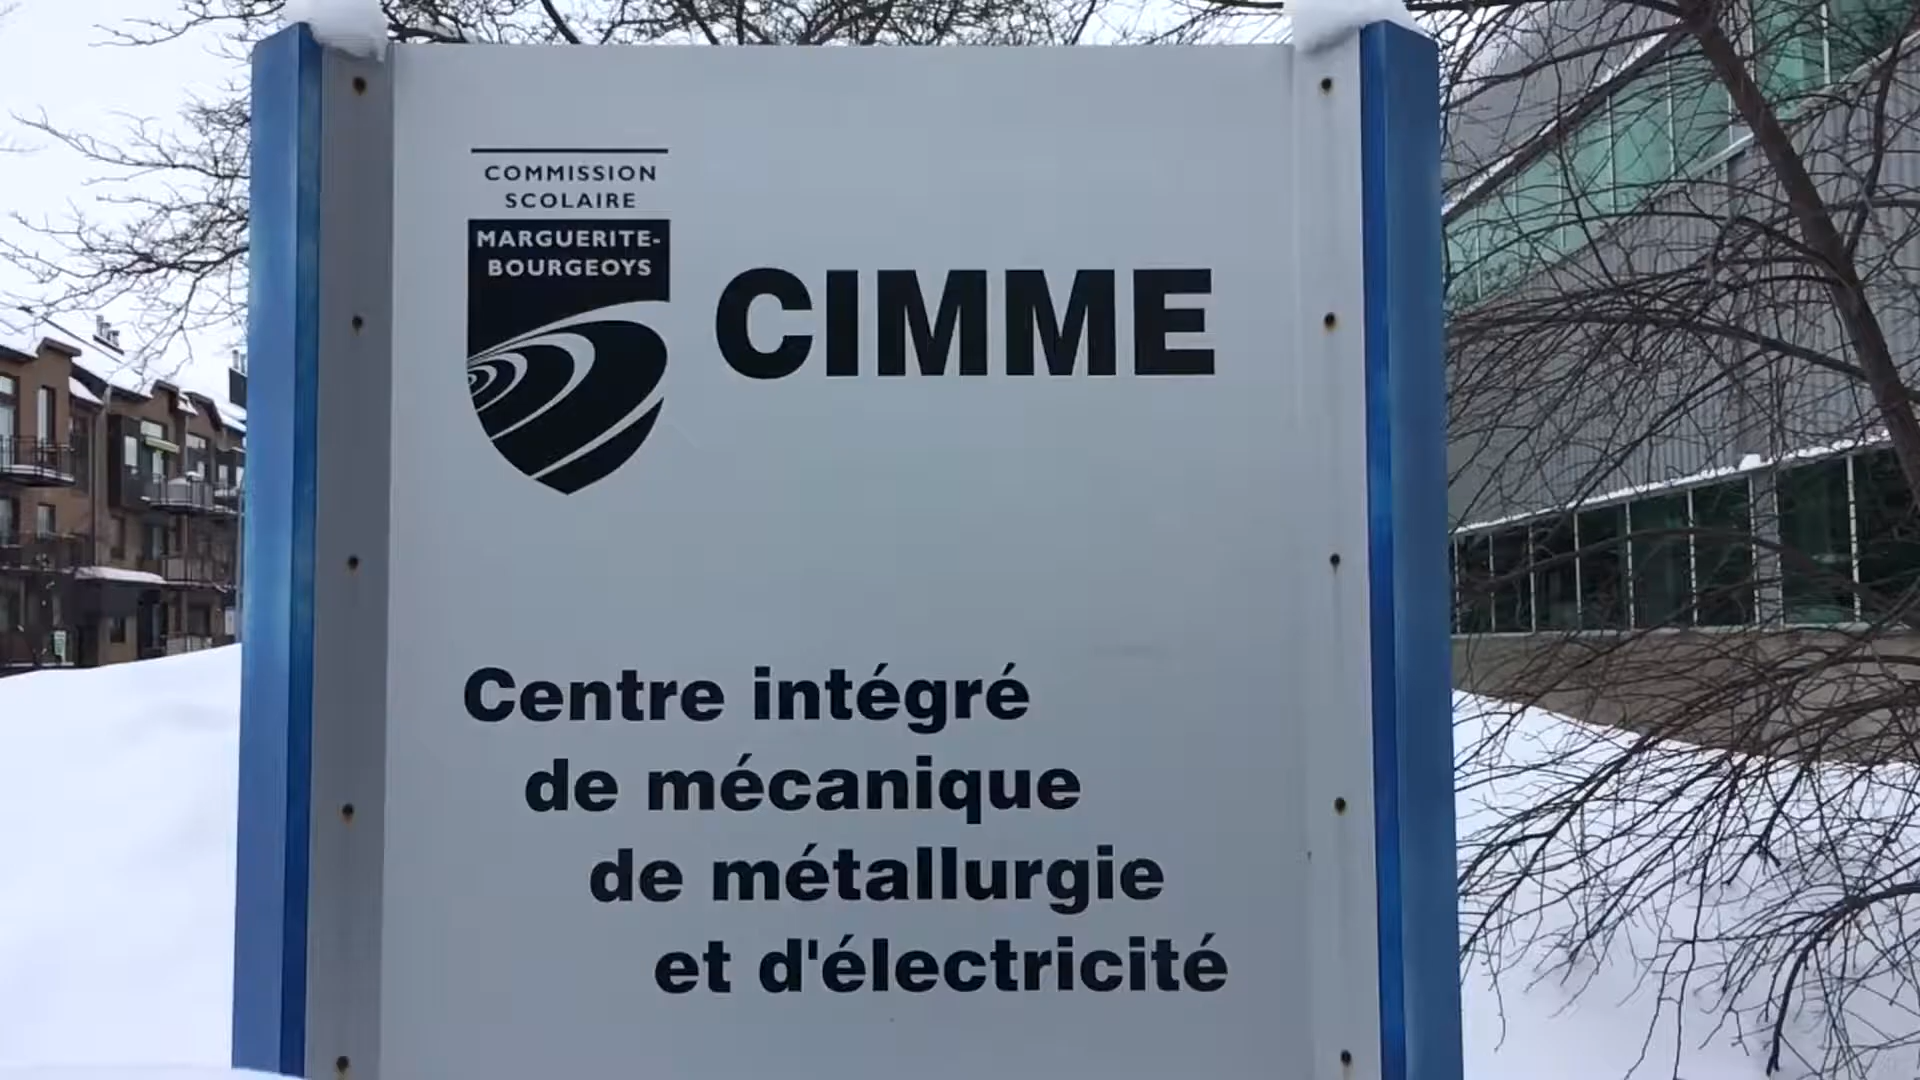 COMMISSION
SCOLAIRE
MARGUERITE-
BOURGEOYS
CIMME
Centre intégré
de mécanique
de métallurgie
et d'électricité